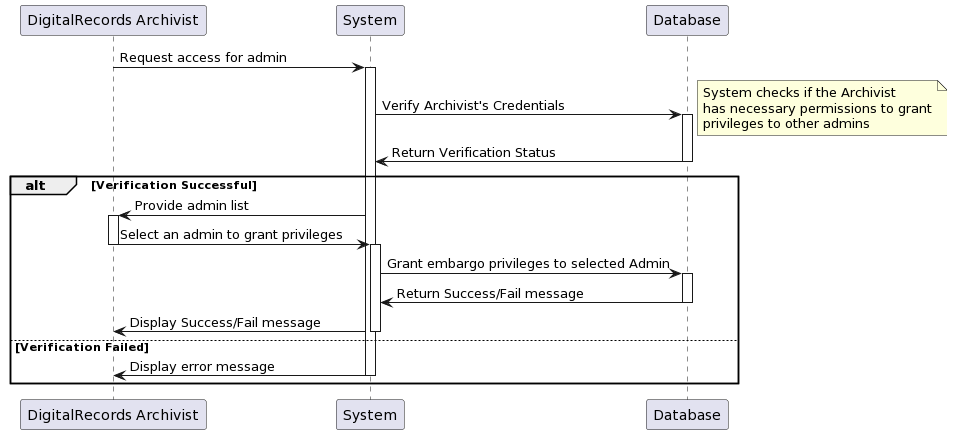 DigitalRecords Archivist
System
Database
Request access for admin
System checks if the Archivist
has necessary permissions to grant
privileges to other admins
Verify Archivist's Credentials
Return Verification Status
alt
[Verification Successful]
Provide admin list
Select an admin to grant privileges
Grant embargo privileges to selected Admin
Return Success/Fail message
Display Success/Fail message
[Verification Failed]
Display error message
DigitalRecords Archivist
System
Database